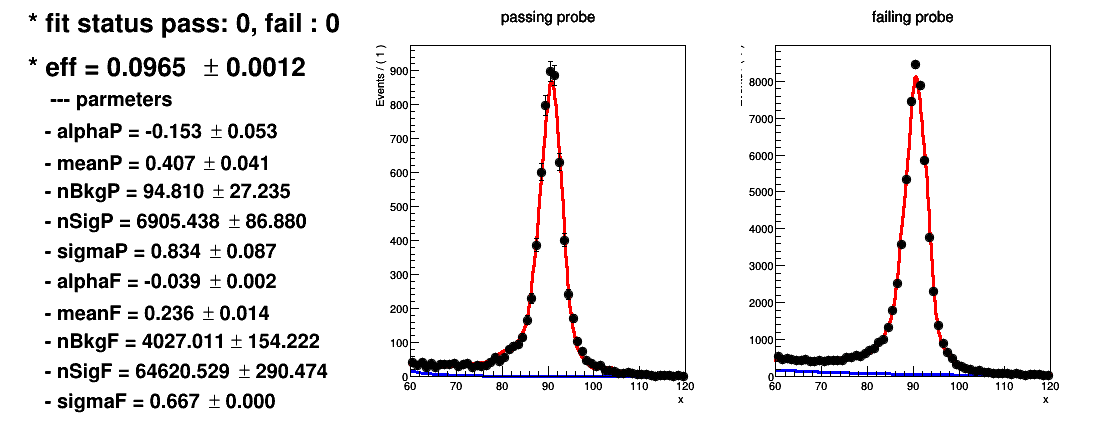 * fit status pass: 0, fail : 0
* eff = 0.0965 ± 0.0012
--- parmeters
- alphaP = -0.153 ± 0.053
- meanP = 0.407 ± 0.041
- nBkgP = 94.810 ± 27.235
- nSigP = 6905.438 ± 86.880
- sigmaP = 0.834 ± 0.087
- alphaF = -0.039 ± 0.002
- meanF = 0.236 ± 0.014
- nBkgF = 4027.011 ± 154.222
- nSigF = 64620.529 ± 290.474
- sigmaF = 0.667 ± 0.000
passing probe
Events / ( 1 )
900
800
700
600
500
400
300
200
100
0
60 70 80 90 100 110 120
x
failing probe
8000
7000
6000
5000
4000
3000
2000
1000
0
60 70 80 90 100 110 120
x